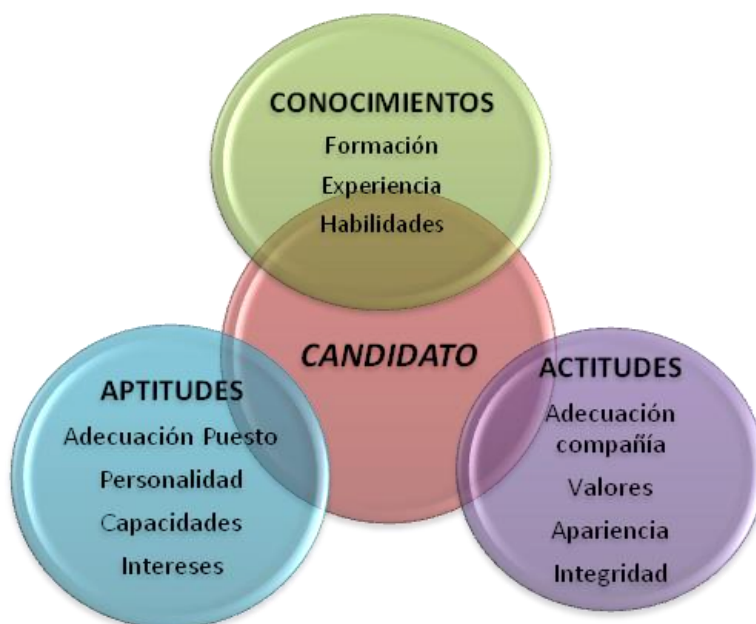 CONOCIMIENTOS
Formación
Experiencia
Habilidades
CANDIDATO
APTITUDES
Adecuación Puesto
Personalidad
Capacidades
Intereses
ACTITUDES
Adecuación
compañía
Valores
Apariencia
Integridad